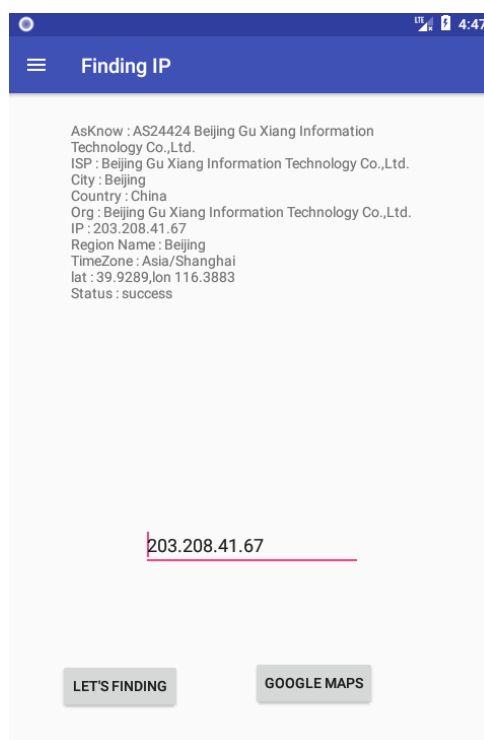 LTE 4:47
Finding IP
AsKnow : AS24424 Beijing Gu Xiang Information
Technology Co.,Ltd.
ISP : Beijing Gu Xiang Information Technology Co.,Ltd.
City : Beijing
Country : China
Org : Beijing Gu Xiang Information Technology Co.,Ltd.
IP : 203.208.41.67
Region Name : Beijing
TimeZone : Asia/Shanghai
lat : 39.9289,lon 116.3883
Status : success
203.208.41.67
LET'S FINDING
GOOGLE MAPS